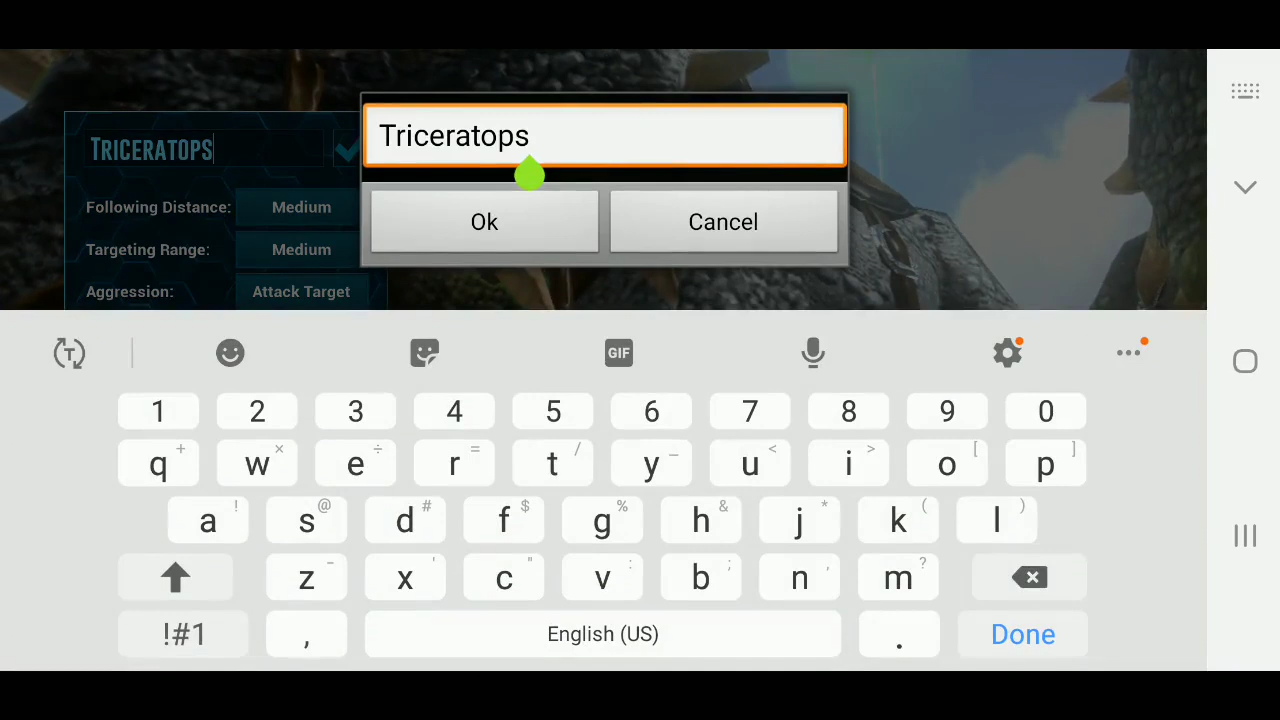 Triceratops
TRICERATOPS
Ok
Cancel
Following Distance: Medium
Targeting Range: Medium
Aggression: Attack Target
GIF
1 2 3 4 5 6 7 8 9 0
q + w × e ÷ r = t / y _ u < i > o [ p ]
a ! s @ d # f $ g % h & j * k ( l )
z - x ' c " v : b ; n , m ?
!#1 , English (US) . Done